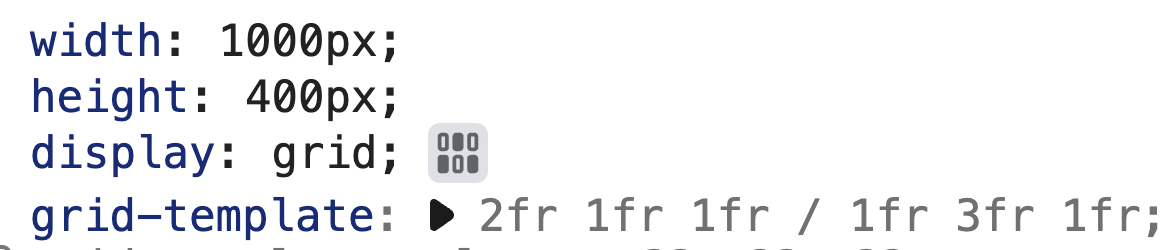 width: 1000px;
height: 400px;
display: grid;
grid-template: 2fr 1fr 1fr / 1fr 3fr 1fr;